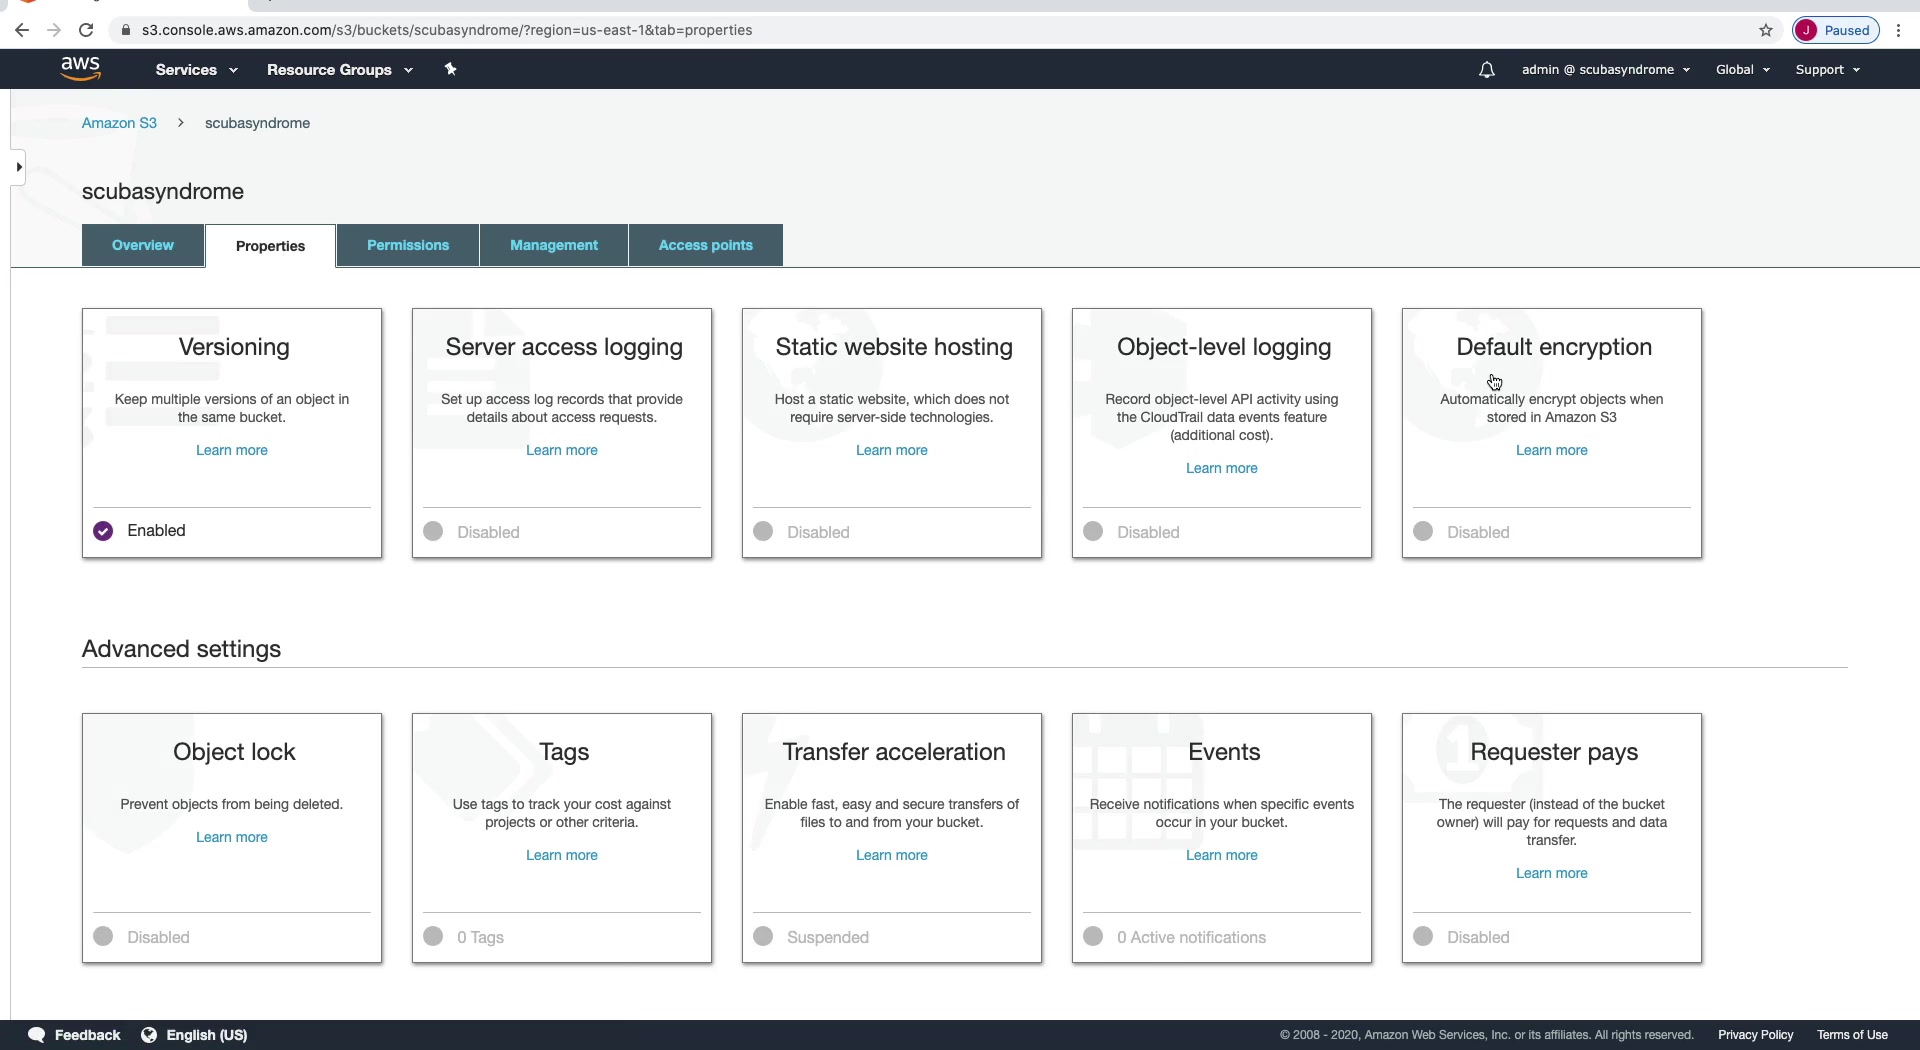 s3.console.aws.amazon.com/s3/buckets/scubasyndrome/?region=us-east-1&tab=properties
J Paused
aws Services Resource Groups admin @ scubasyndrome Global Support
Amazon S3 > scubasyndrome
scubasyndrome
Overview Properties Permissions Management Access points
Versioning
Keep multiple versions of an object in
the same bucket.
Learn more
Enabled
Server access logging
Set up access log records that provide
details about access requests.
Learn more
Disabled
Static website hosting
Host a static website, which does not
require server-side technologies.
Learn more
Disabled
Object-level logging
Record object-level API activity using
the CloudTrail data events feature
(additional cost).
Learn more
Disabled
Default encryption
Automatically encrypt objects when
stored in Amazon S3
Learn more
Disabled
Advanced settings
Object lock
Prevent objects from being deleted.
Learn more
Disabled
Tags
Use tags to track your cost against
projects or other criteria.
Learn more
0 Tags
Transfer acceleration
Enable fast, easy and secure transfers of
files to and from your bucket.
Learn more
Suspended
Events
Receive notifications when specific events
occur in your bucket.
Learn more
0 Active notifications
Requester pays
The requester (instead of the bucket
owner) will pay for requests and data
transfer.
Learn more
Disabled
Feedback English (US) © 2008 - 2020, Amazon Web Services, Inc. or its affiliates. All rights reserved. Privacy Policy Terms of Use